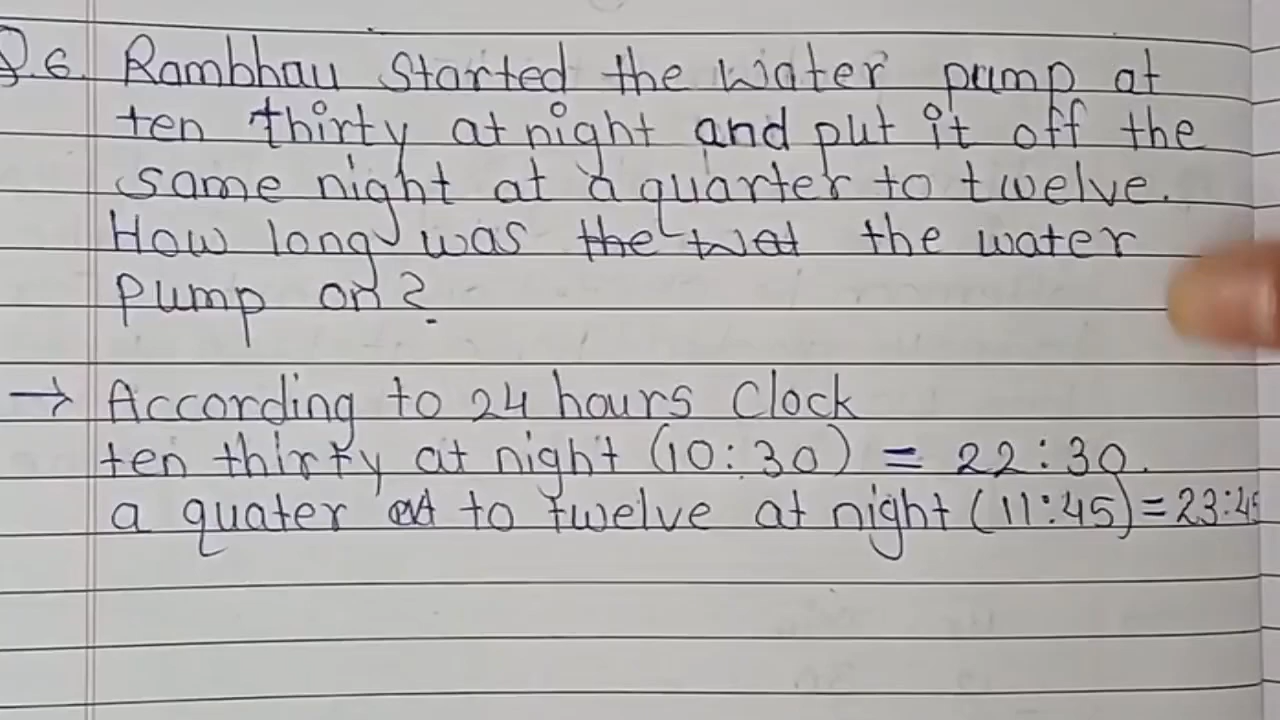 Q.6. Rambhau started the water pump at
ten thirty at night and put it off the
same night at a quarter to twelve.
How long was the wat the water
pump on?
→ According to 24 hours Clock
ten thirty at night (10:30) = 22:30.
a quater to twelve at night (11:45) = 23:45